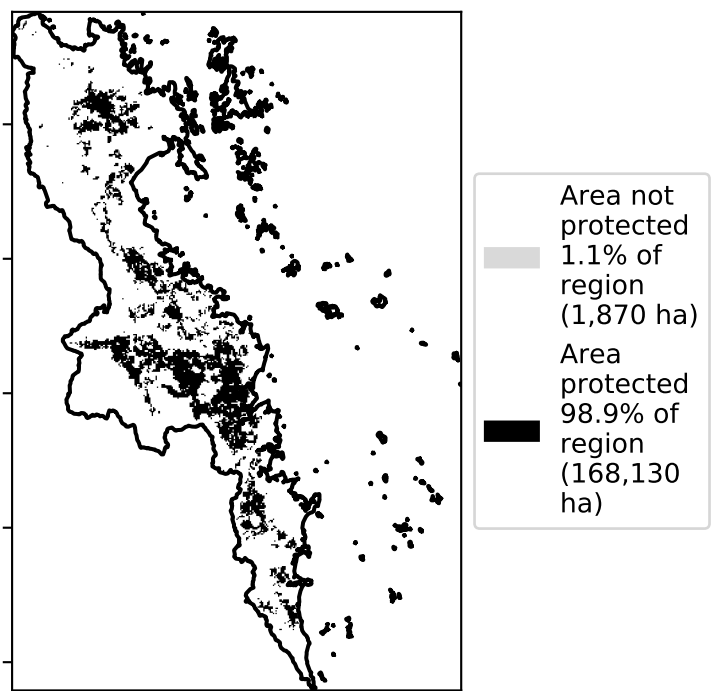 Area not
protected
1.1% of
region
(1,870 ha)
Area
protected
98.9% of
region
(168,130
ha)